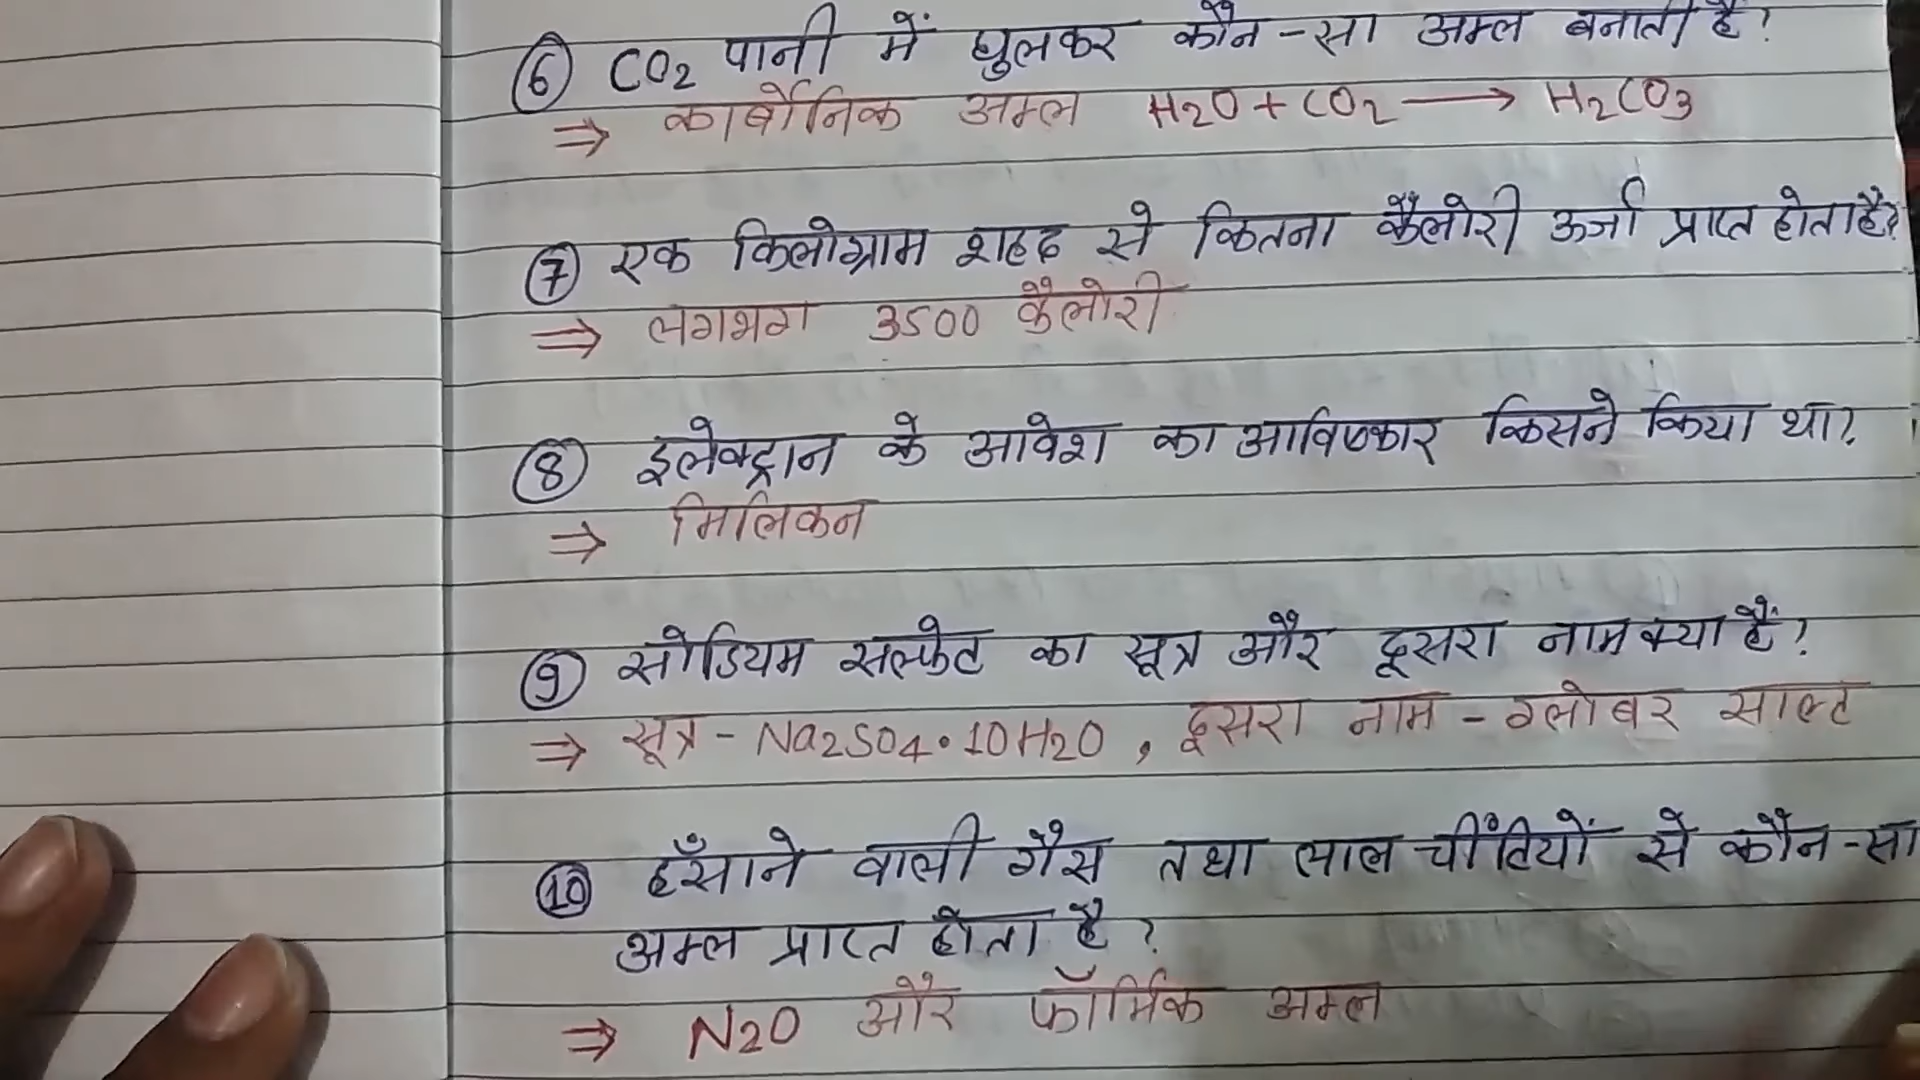 ⑥ CO2 पानी में घुलकर कौन-सा अम्ल बनाती है?
⇒ कार्बोनिक अम्ल H2O + CO2 ⟶ H2CO3
⑦ एक किलोग्राम शहद से कितना कैलोरी ऊर्जा प्राप्त होता है?
⇒ लगभग 3500 कैलोरी
⑧ इलेक्ट्रान के आवेश का आविष्कार किसने किया था?
⇒ मिलिकन
⑨ सोडियम सल्फेट का सूत्र और दूसरा नाम क्या है?
⇒ सूत्र - Na2SO4·10H2O, दूसरा नाम - ग्लोबर साल्ट
⑩ हँसाने वाली गैस तथा लाल चींटियों से कौन-सा
अम्ल प्राप्त होता है?
⇒ N2O और फॉर्मिक अम्ल